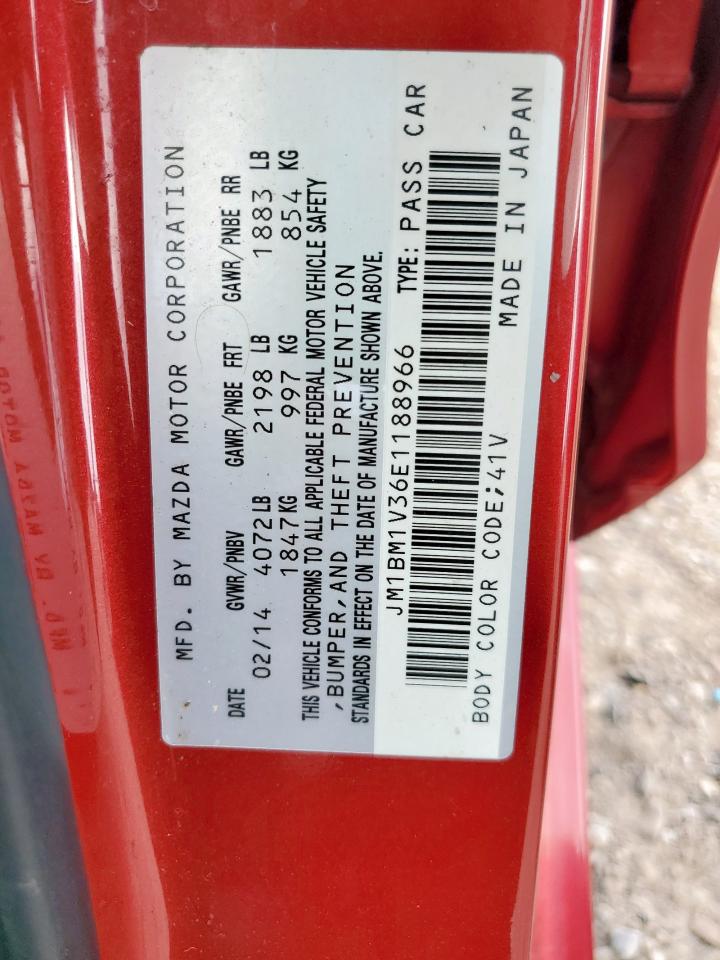 MFD. BY MAZDA MOTOR CORPORATION
DATE GVWR/PNBV GAWR/PNBE FRT GAWR/PNBE RR
02/14 4072LB 2198 LB 1883 LB
1847KG 997 KG 854 KG
THIS VEHICLE CONFORMS TO ALL APPLICABLE FEDERAL MOTOR VEHICLE SAFETY
,BUMPER,AND THEFT PREVENTION
STANDARDS IN EFFECT ON THE DATE OF MANUFACTURE SHOWN ABOVE.
JM1BM1V36E1188966 TYPE: PASS CAR
BODY COLOR CODE;41V MADE IN JAPAN